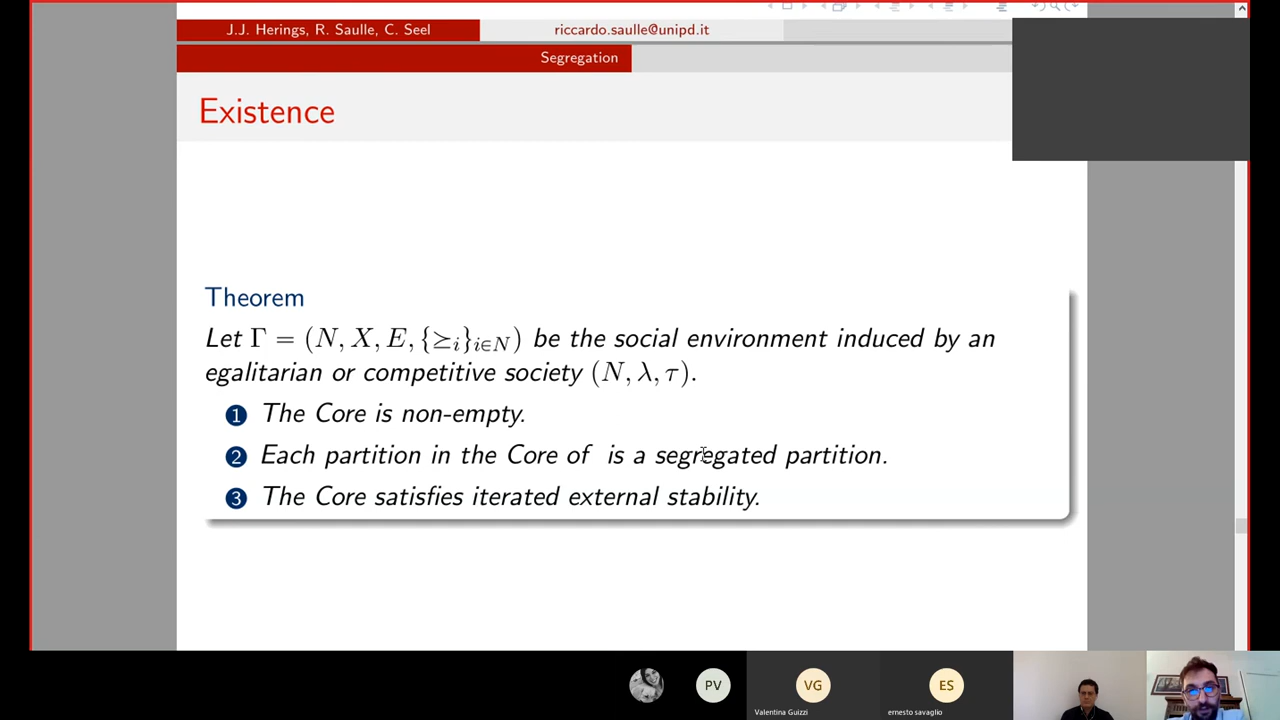 J.J. Herings, R. Saulle, C. Seel
riccardo.saulle@unipd.it
Segregation
Existence
Theorem
Let Γ = (N, X, E, {⪰i}i∈N) be the social environment induced by an
egalitarian or competitive society (N, λ, τ).
1 The Core is non-empty.
2 Each partition in the Core of is a segregated partition.
3 The Core satisfies iterated external stability.
PV
VG
ES
Valentina Guizzi
ernesto savaglio